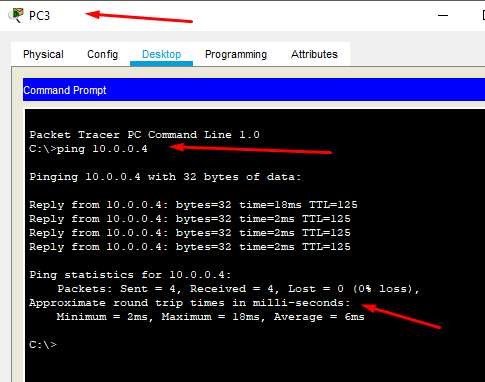 PC3
Physical Config Desktop Programming Attributes
Command Prompt
Packet Tracer PC Command Line 1.0
C:\>ping 10.0.0.4
Pinging 10.0.0.4 with 32 bytes of data:
Reply from 10.0.0.4: bytes=32 time=18ms TTL=125
Reply from 10.0.0.4: bytes=32 time=2ms TTL=125
Reply from 10.0.0.4: bytes=32 time=2ms TTL=125
Reply from 10.0.0.4: bytes=32 time=2ms TTL=125
Ping statistics for 10.0.0.4:
Packets: Sent = 4, Received = 4, Lost = 0 (0% loss),
Approximate round trip times in milli-seconds:
Minimum = 2ms, Maximum = 18ms, Average = 6ms
C:\>